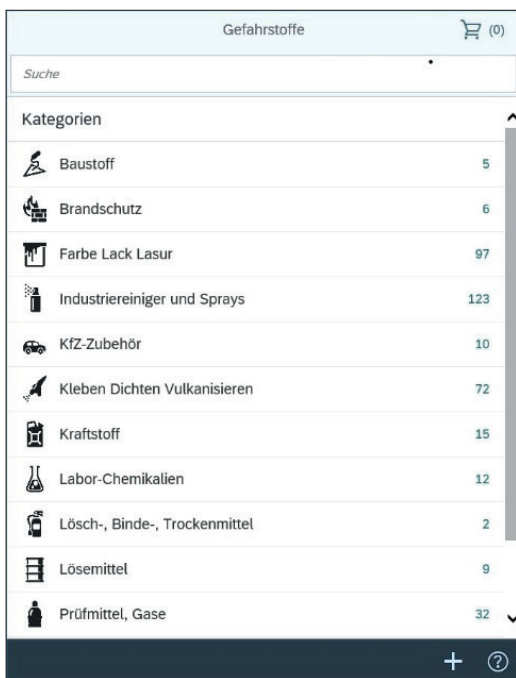 Gefahrstoffe (0)
Suche
Kategorien
Baustoff 5
Brandschutz 6
Farbe Lack Lasur 97
Industriereiniger und Sprays 123
KfZ-Zubehör 10
Kleben Dichten Vulkanisieren 72
Kraftstoff 15
Labor-Chemikalien 12
Lösch-, Binde-, Trockenmittel 2
Lösemittel 9
Prüfmittel, Gase 32